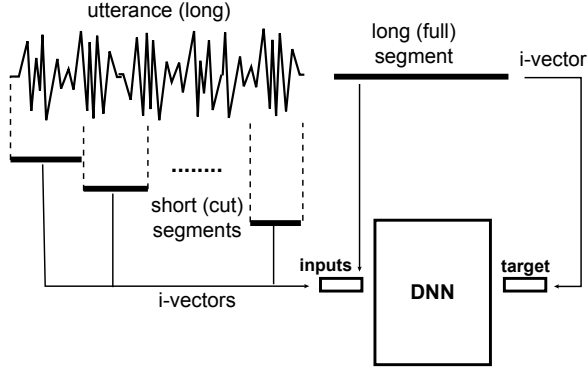 utterance (long)
long (full)
segment
i-vector
........
short (cut)
segments
inputs
target
DNN
i-vectors